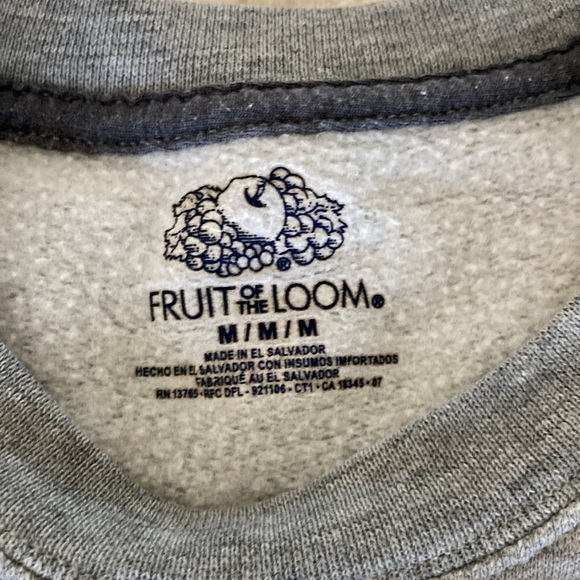 FRUIT OF THE LOOM®
M / M / M
MADE IN EL SALVADOR
HECHO EN EL SALVADOR CON INSUMOS IMPORTADOS
FABRIQUÉ AU EL SALVADOR
RN 13765 • RFC DFL - 921106 - CT1 • CA 18345 • 07